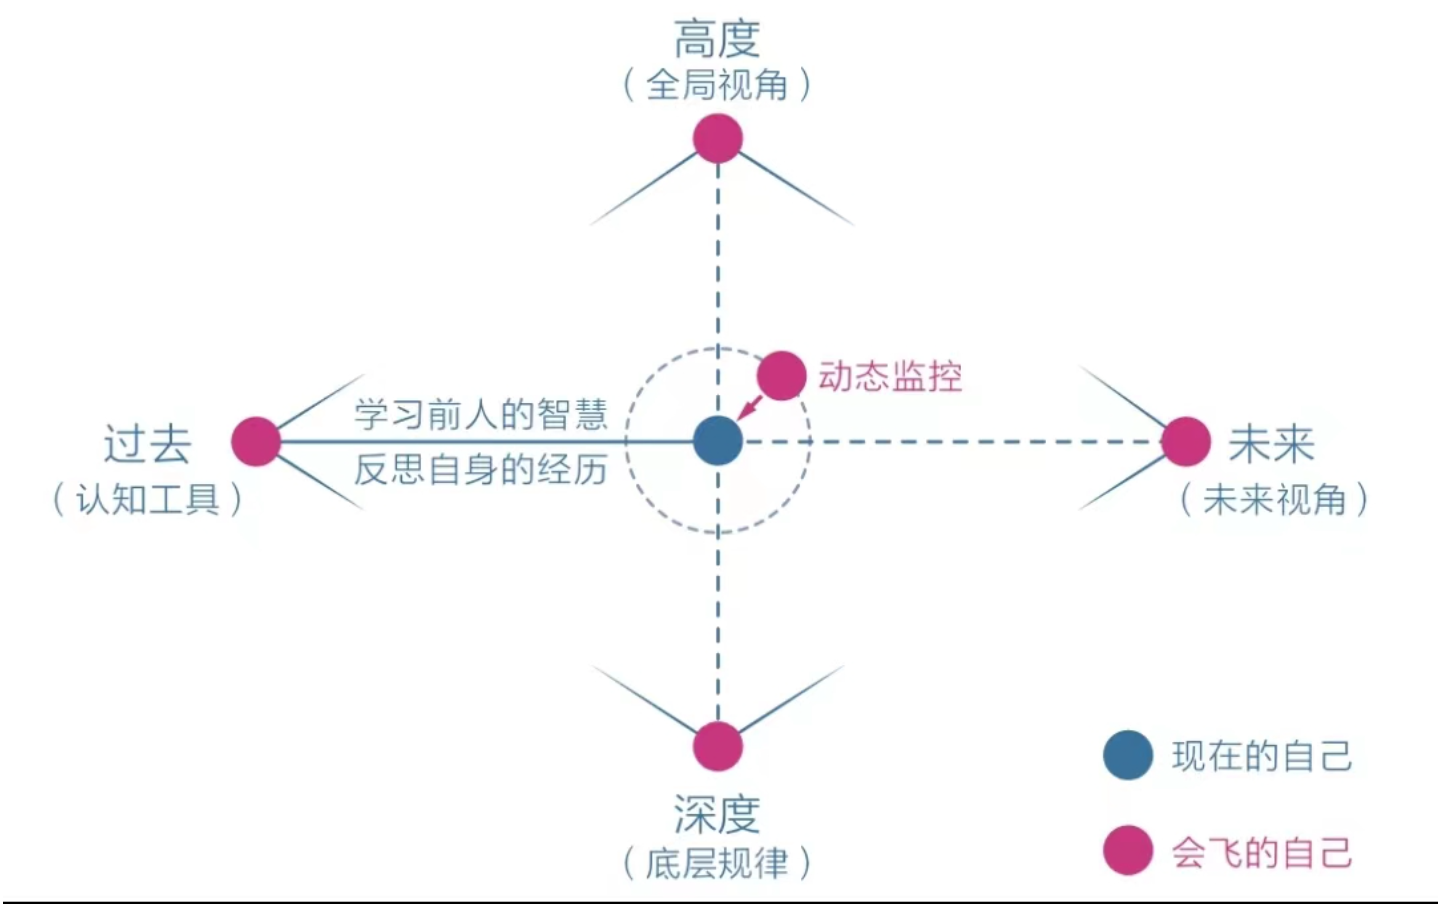 高度
（全局视角）
动态监控
学习前人的智慧
过去
反思自身的经历
（认知工具）
未来
（未来视角）
深度
（底层规律）
现在的自己
会飞的自己